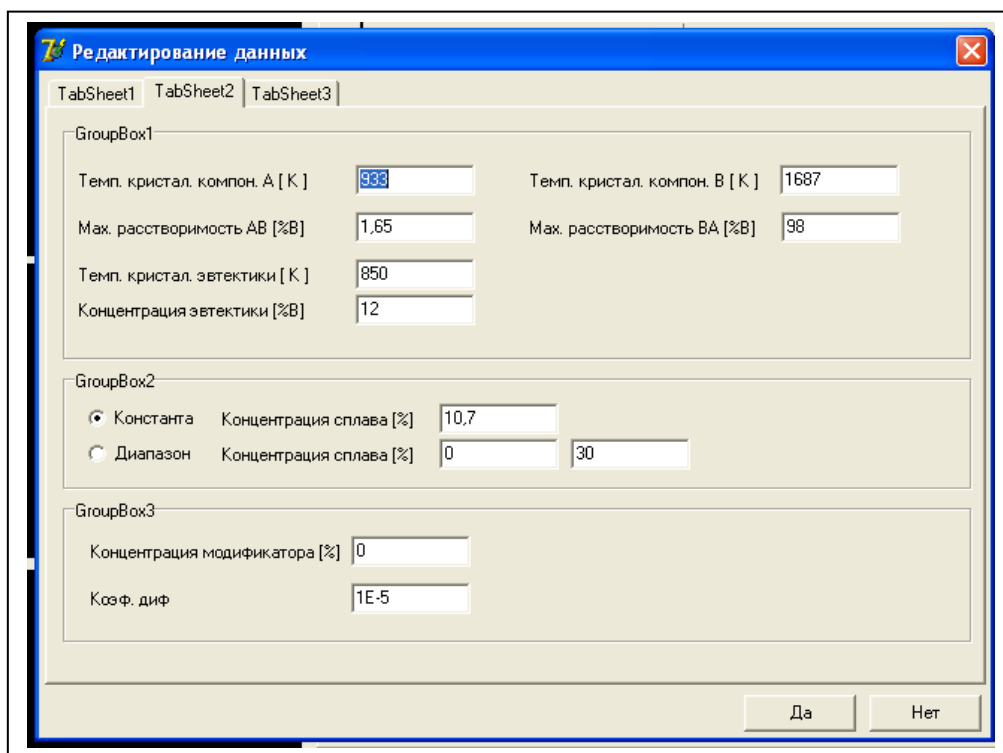 Редактирование данных
TabSheet1 TabSheet2 TabSheet3
GroupBox1
Темп. кристал. компон. А [ К ] 933 Темп. кристал. компон. В [ К ] 1687
Мах. расстворимость АВ [%В] 1,65 Мах. расстворимость ВА [%В] 98
Темп. кристал. эвтектики [ К ] 850
Концентрация эвтектики [%В] 12
GroupBox2
Константа Концентрация сплава [%] 10,7
Диапазон Концентрация сплава [%] 0 30
GroupBox3
Концентрация модификатора [%] 0
Коэф. диф 1E-5
Да Нет